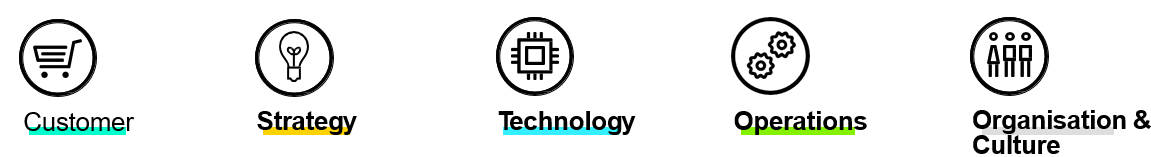 Customer
Strategy
Technology
Operations
Organisation &
Culture